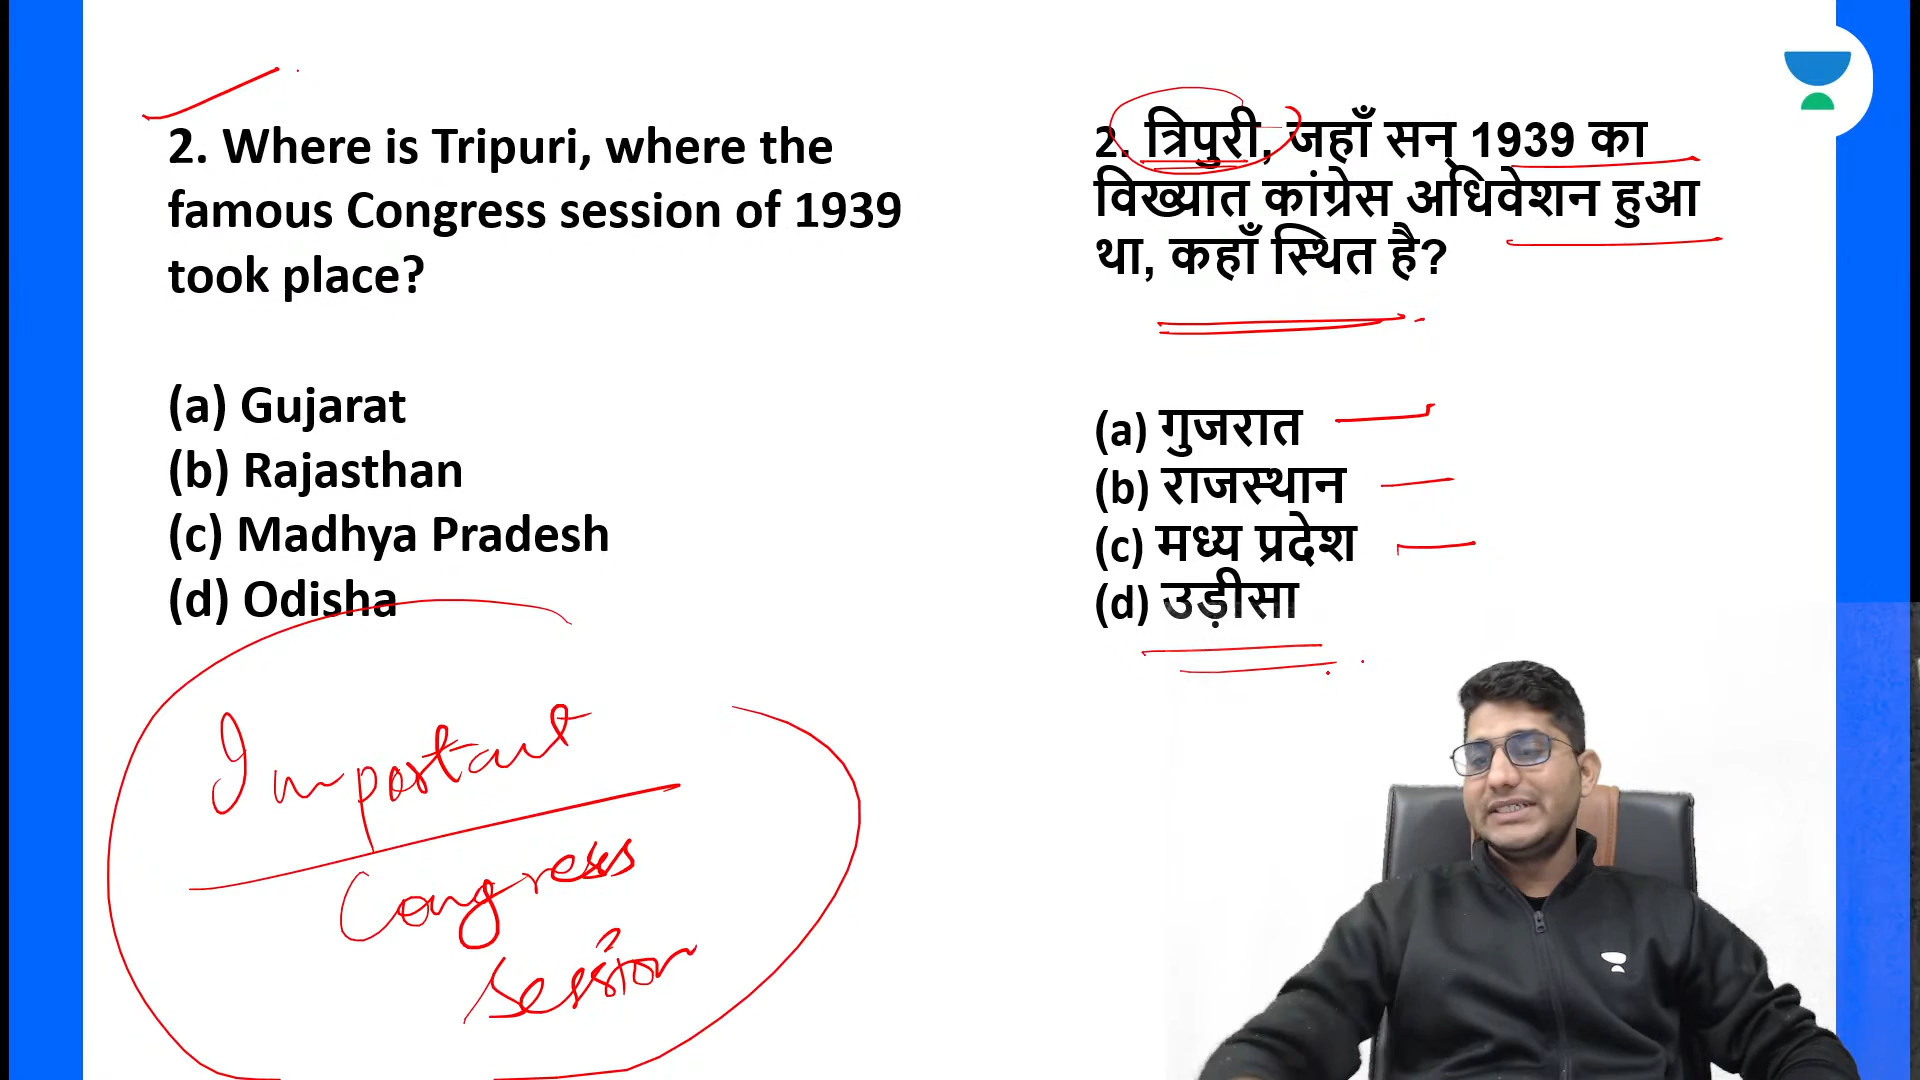 2. Where is Tripuri, where the
famous Congress session of 1939
took place?
(a) Gujarat
(b) Rajasthan
(c) Madhya Pradesh
(d) Odisha
Important
Congress
Session
2. त्रिपुरी, जहाँ सन् 1939 का
विख्यात कांग्रेस अधिवेशन हुआ
था, कहाँ स्थित है?
(a) गुजरात
(b) राजस्थान
(c) मध्य प्रदेश
(d) उड़ीसा